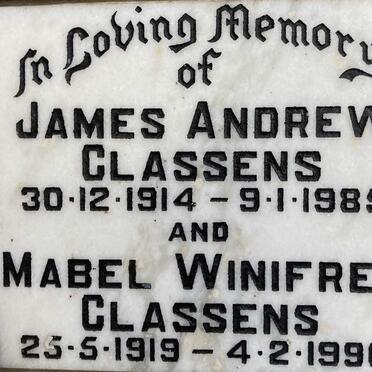 In Loving Memory
of
JAMES ANDREW
CLASSENS
30·12·1914 – 9·1·198
AND
MABEL WINIFRE
CLASSENS
25·5·1919 – 4·2·199